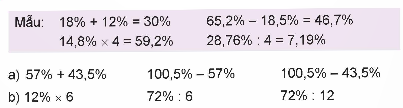 Mẫu: 18% + 12% = 30% 65,2% – 18,5% = 46,7%
14,8% × 4 = 59,2% 28,76% : 4 = 7,19%
a) 57% + 43,5% 100,5% – 57% 100,5% – 43,5%
b) 12% × 6 72% : 6 72% : 12